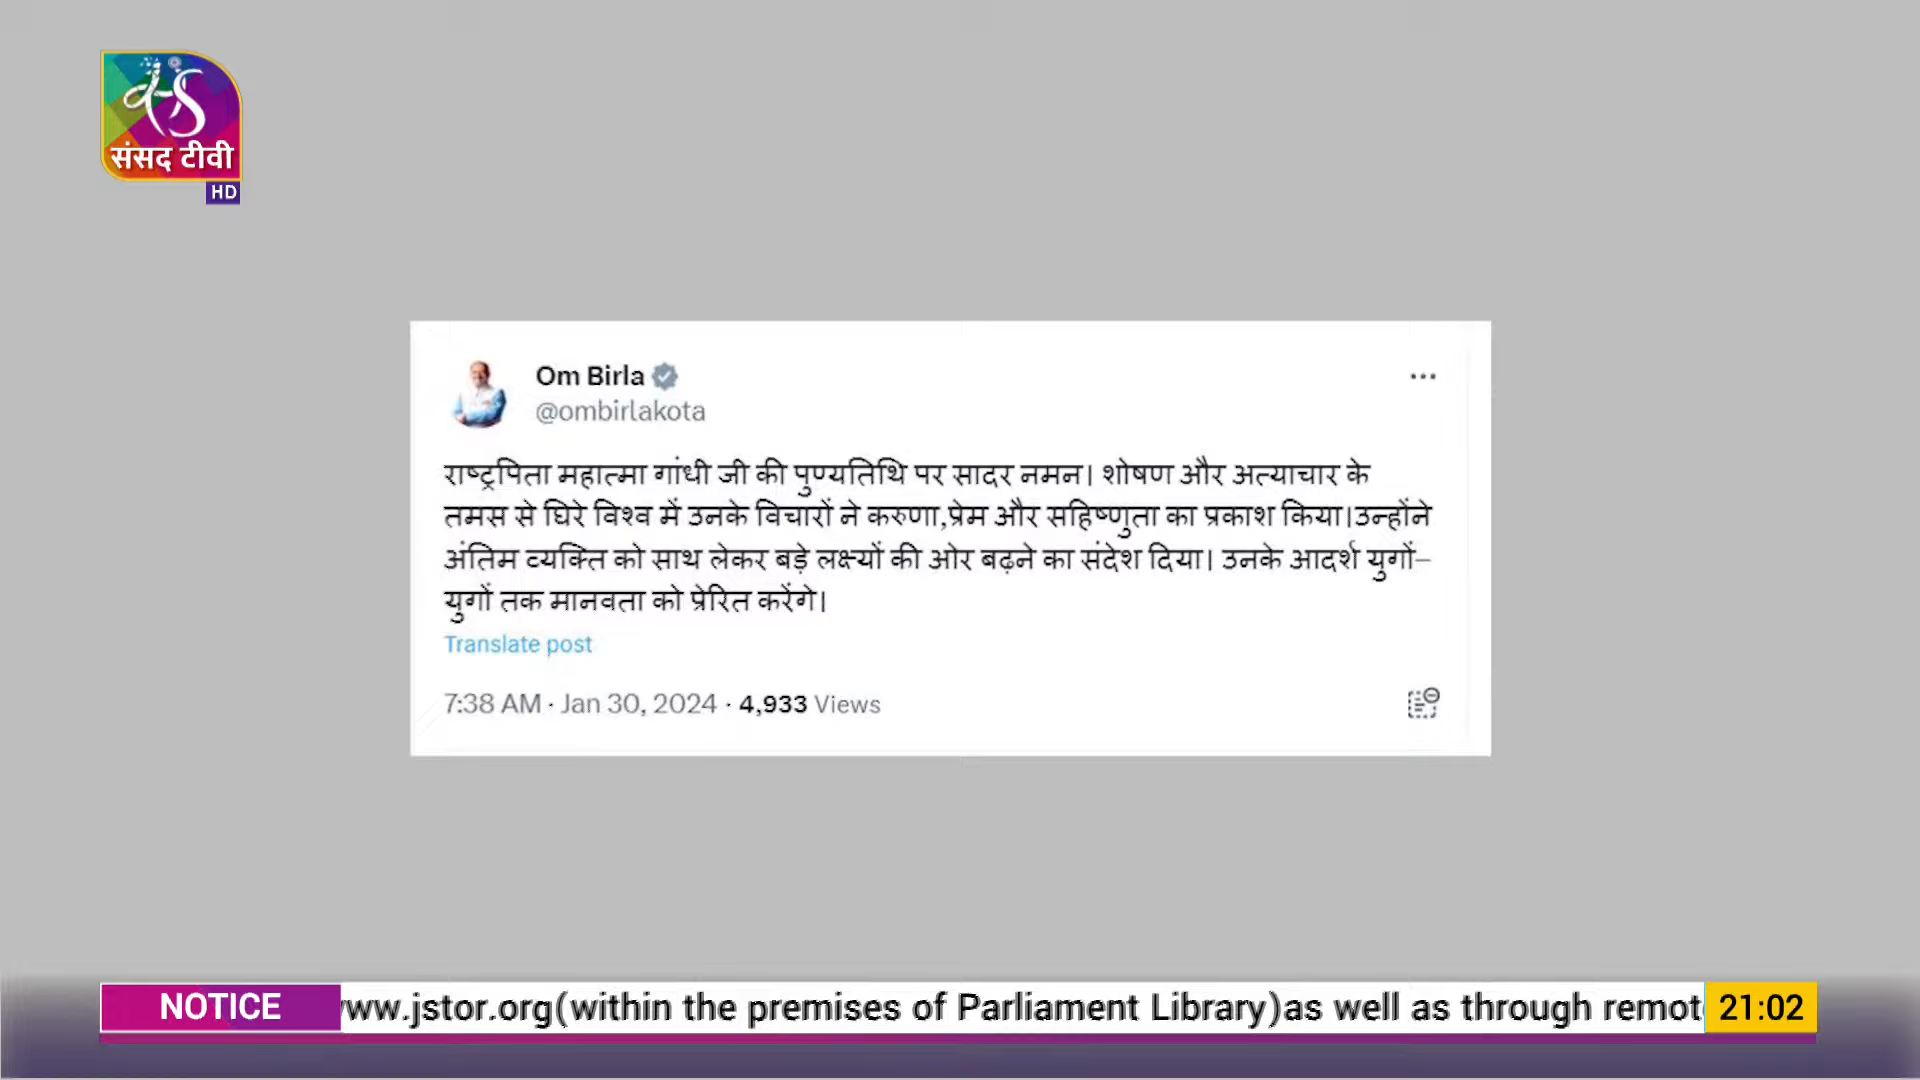 संसद टीवी
HD
Om Birla
@ombirlakota
राष्ट्रपिता महात्मा गांधी जी की पुण्यतिथि पर सादर नमन। शोषण और अत्याचार के
तमस से घिरे विश्व में उनके विचारों ने करुणा,प्रेम और सहिष्णुता का प्रकाश किया।उन्होंने
अंतिम व्यक्ति को साथ लेकर बड़े लक्ष्यों की ओर बढ़ने का संदेश दिया। उनके आदर्श युगों–
युगों तक मानवता को प्रेरित करेंगे।
Translate post
7:38 AM · Jan 30, 2024 · 4,933 Views
NOTICE www.jstor.org(within the premises of Parliament Library)as well as through 21:02